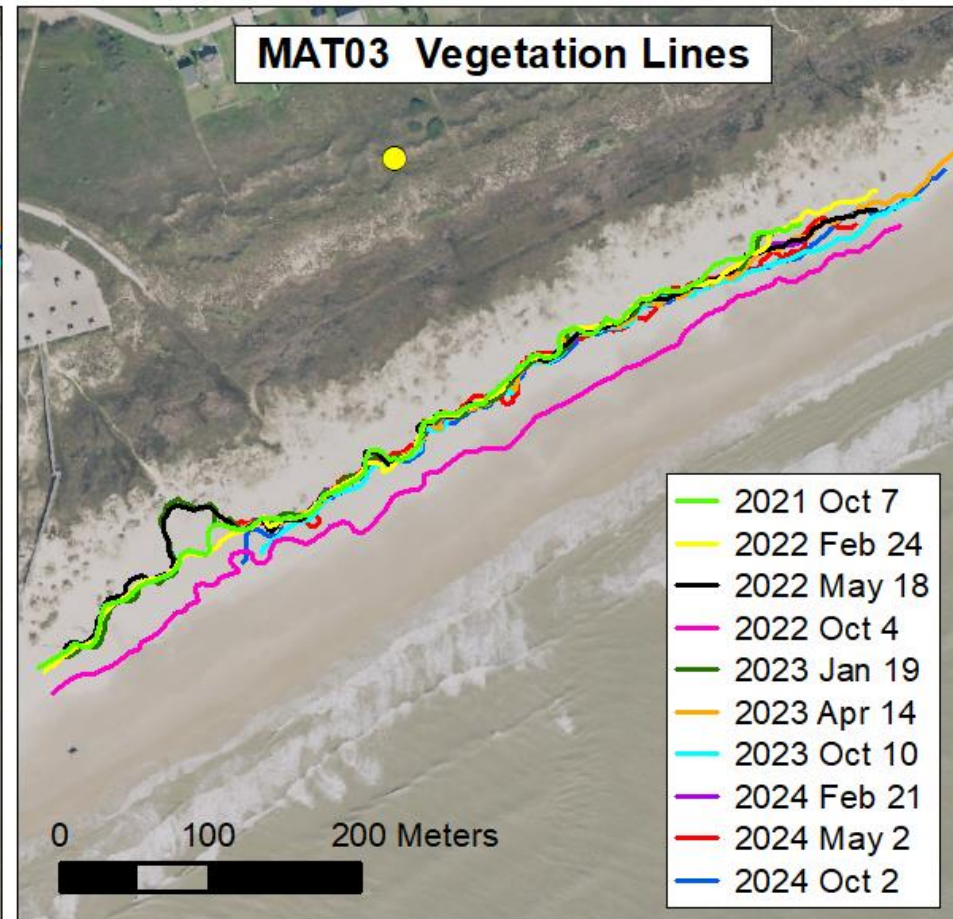 MAT03 Vegetation Lines
2021 Oct 7
2022 Feb 24
2022 May 18
2022 Oct 4
2023 Jan 19
2023 Apr 14
2023 Oct 10
2024 Feb 21
2024 May 2
2024 Oct 2
0 100 200 Meters